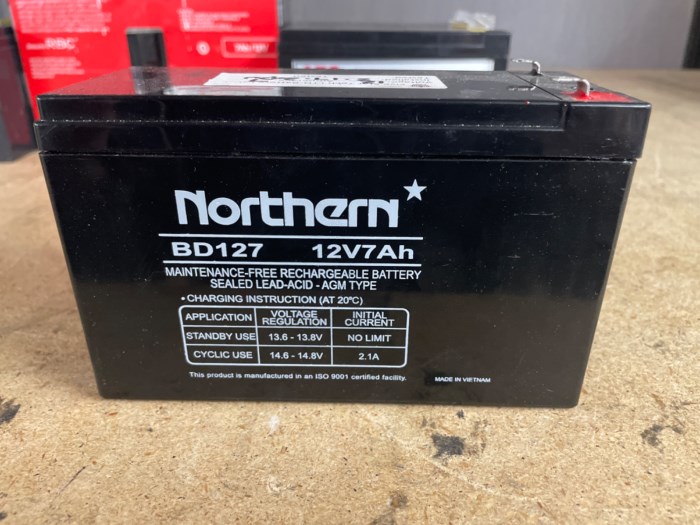 Northern
BD127 12V7Ah
MAINTENANCE-FREE RECHARGEABLE BATTERY
SEALED LEAD-ACID - AGM TYPE
• CHARGING INSTRUCTION (AT 20°C)
APPLICATION VOLTAGE REGULATION INITIAL CURRENT
STANDBY USE 13.6 - 13.8V NO LIMIT
CYCLIC USE 14.6 - 14.8V 2.1A
This product is manufactured in an ISO 9001 certified facility.
MADE IN VIETNAM